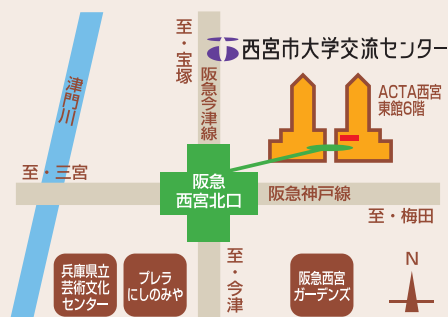 至・宝塚
西宮市大学交流センター
阪急今津線
津門川
ACTA西宮
東館6階
至・三宮
阪急
西宮北口
阪急神戸線
至・梅田
至・今津
兵庫県立
芸術文化
センター
プレラ
にしのみや
阪急西宮
ガーデンズ
N